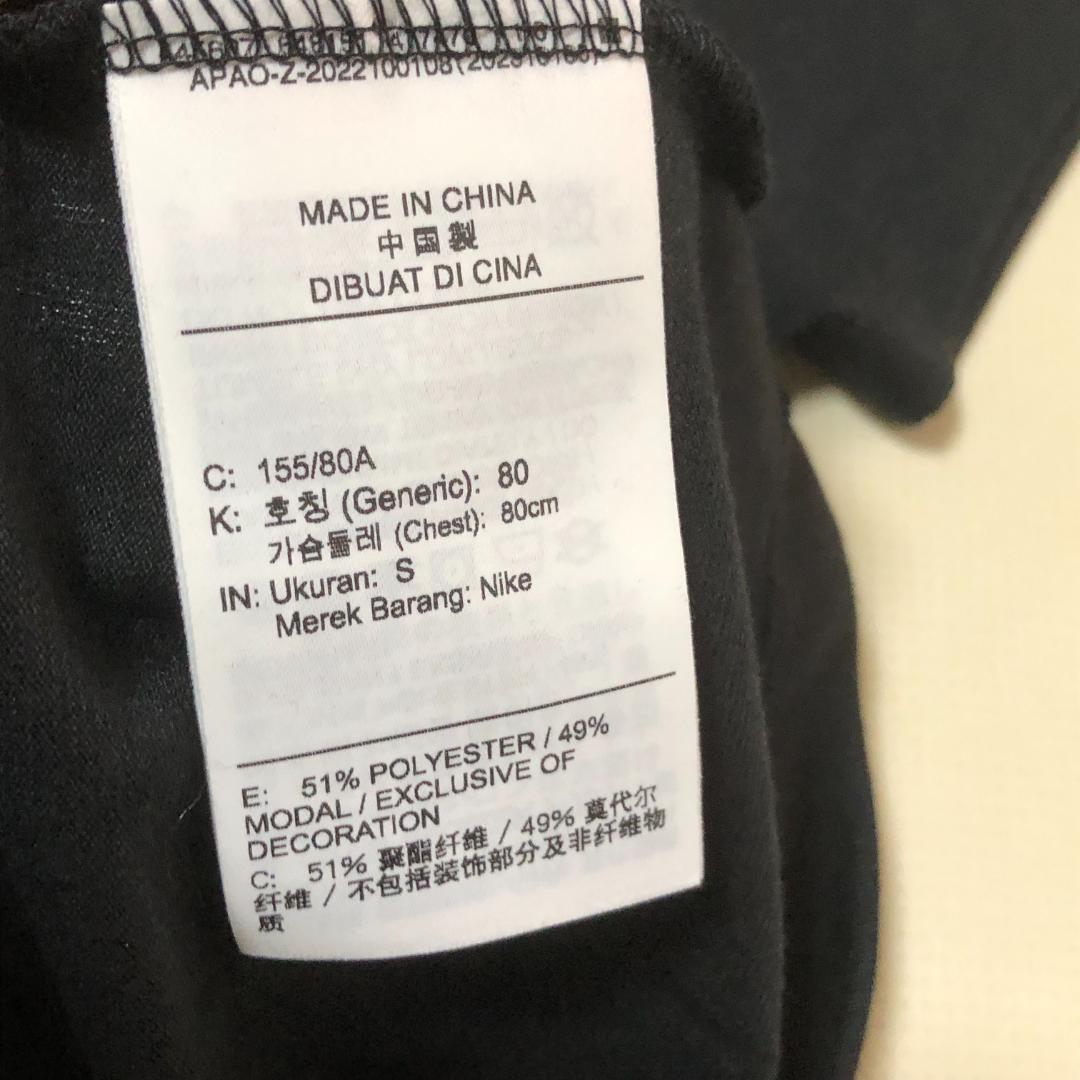 APAO-Z-2022100108
MADE IN CHINA
中国製
DIBUAT DI CINA
C: 155/80A
K: 호칭 (Generic): 80
가슴둘레 (Chest): 80cm
IN: Ukuran: S
Merek Barang: Nike
E: 51% POLYESTER / 49%
MODAL / EXCLUSIVE OF
DECORATION
C: 51% 聚酯纤维 / 49% 莫代尔
纤维 / 不包括装饰部分及非纤维物
质